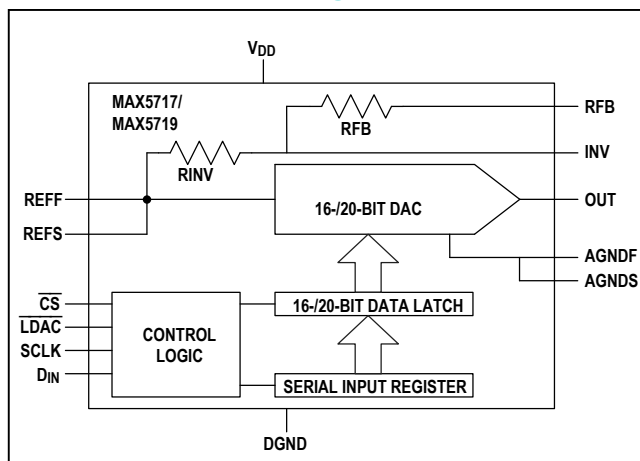 VDD
MAX5717/
MAX5719
RFB
RFB
INV
RINV
REFF
REFS
16-/20-BIT DAC
OUT
AGNDF
AGNDS
CS
LDAC
SCLK
DIN
CONTROL
LOGIC
16-/20-BIT DATA LATCH
SERIAL INPUT REGISTER
DGND